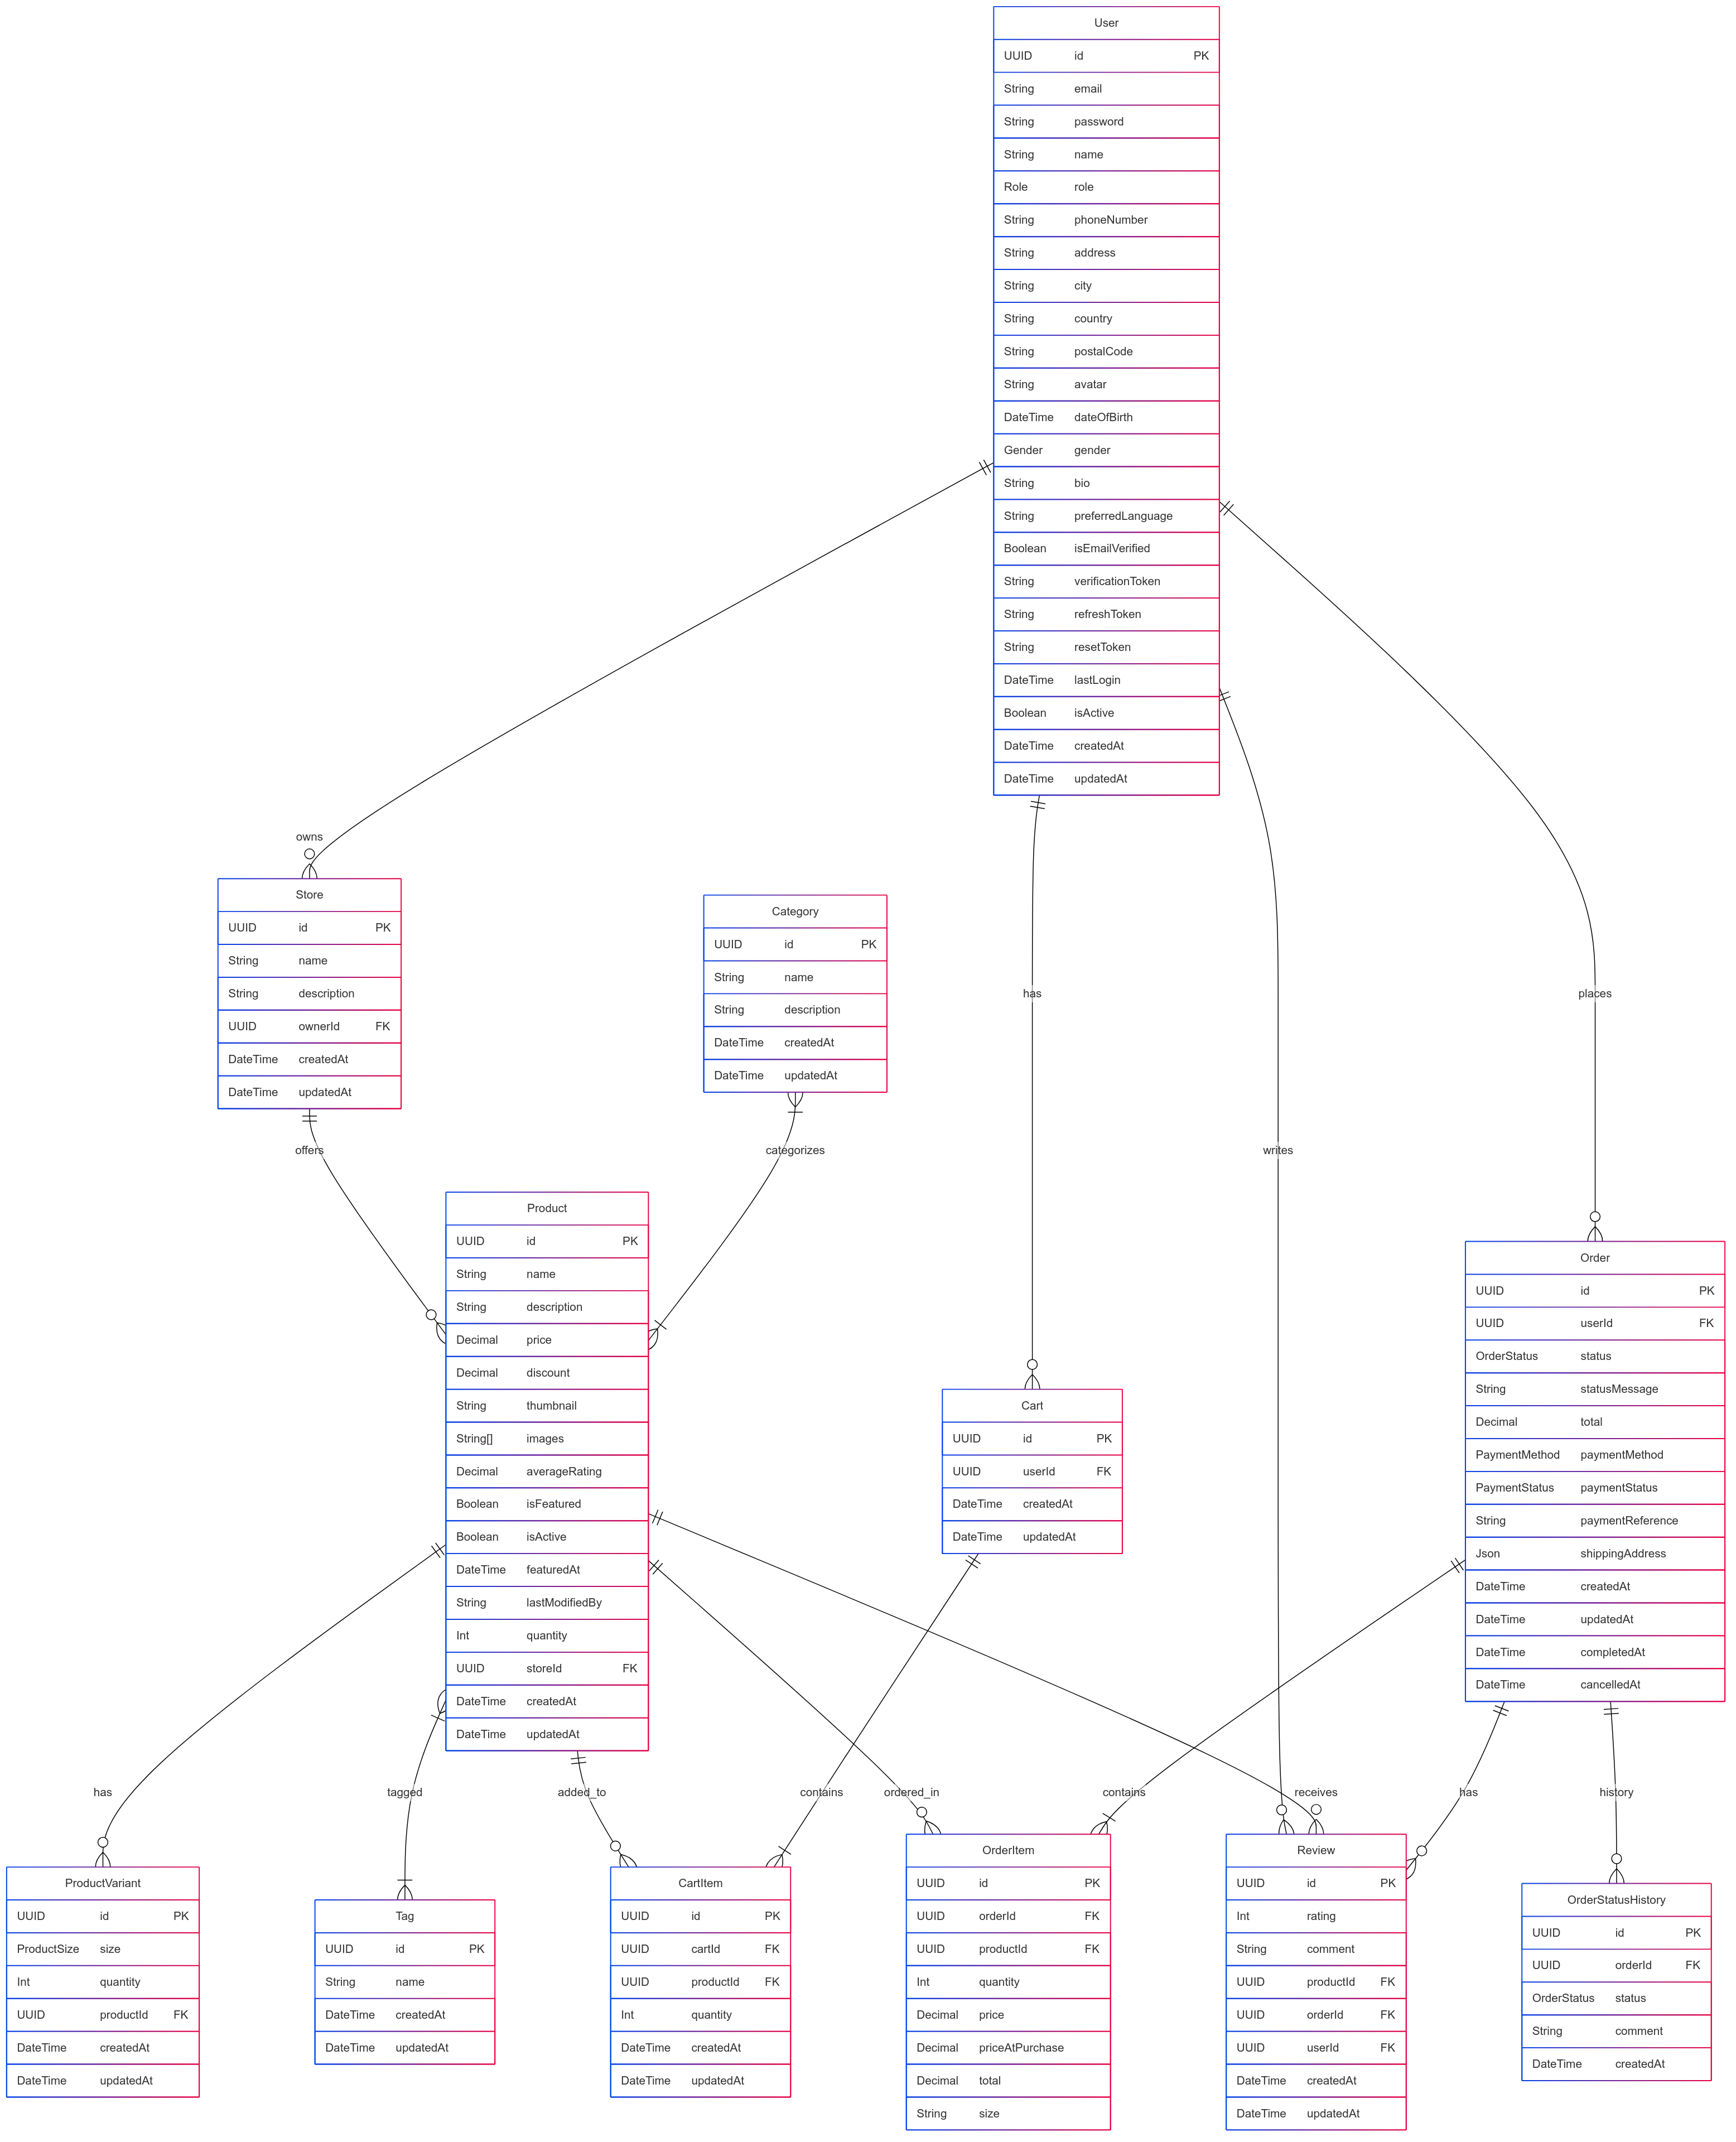 User
UUID id PK
String email
String password
String name
Role role
String phoneNumber
String address
String city
String country
String postalCode
String avatar
DateTime dateOfBirth
Gender gender
String bio
String preferredLanguage
Boolean isEmailVerified
String verificationToken
String refreshToken
String resetToken
DateTime lastLogin
Boolean isActive
DateTime createdAt
DateTime updatedAt
owns
Store
UUID id PK
String name
String description
UUID ownerId FK
DateTime createdAt
DateTime updatedAt
Category
UUID id PK
String name
String description
DateTime createdAt
DateTime updatedAt
has
places
offers
categorizes
writes
Product
UUID id PK
String name
String description
Decimal price
Decimal discount
String thumbnail
String[] images
Decimal averageRating
Boolean isFeatured
Boolean isActive
DateTime featuredAt
String lastModifiedBy
Int quantity
UUID storeId FK
DateTime createdAt
DateTime updatedAt
Cart
UUID id PK
UUID userId FK
DateTime createdAt
DateTime updatedAt
Order
UUID id PK
UUID userId FK
OrderStatus status
String statusMessage
Decimal total
PaymentMethod paymentMethod
PaymentStatus paymentStatus
String paymentReference
Json shippingAddress
DateTime createdAt
DateTime updatedAt
DateTime completedAt
DateTime cancelledAt
has
tagged
added_to
contains
ordered_in
contains
receives
has
history
ProductVariant
UUID id PK
ProductSize size
Int quantity
UUID productId FK
DateTime createdAt
DateTime updatedAt
Tag
UUID id PK
String name
DateTime createdAt
DateTime updatedAt
CartItem
UUID id PK
UUID cartId FK
UUID productId FK
Int quantity
DateTime createdAt
DateTime updatedAt
OrderItem
UUID id PK
UUID orderId FK
UUID productId FK
Int quantity
Decimal price
Decimal priceAtPurchase
Decimal total
String size
Review
UUID id PK
Int rating
String comment
UUID productId FK
UUID orderId FK
UUID userId FK
DateTime createdAt
DateTime updatedAt
OrderStatusHistory
UUID id PK
UUID orderId FK
OrderStatus status
String comment
DateTime createdAt